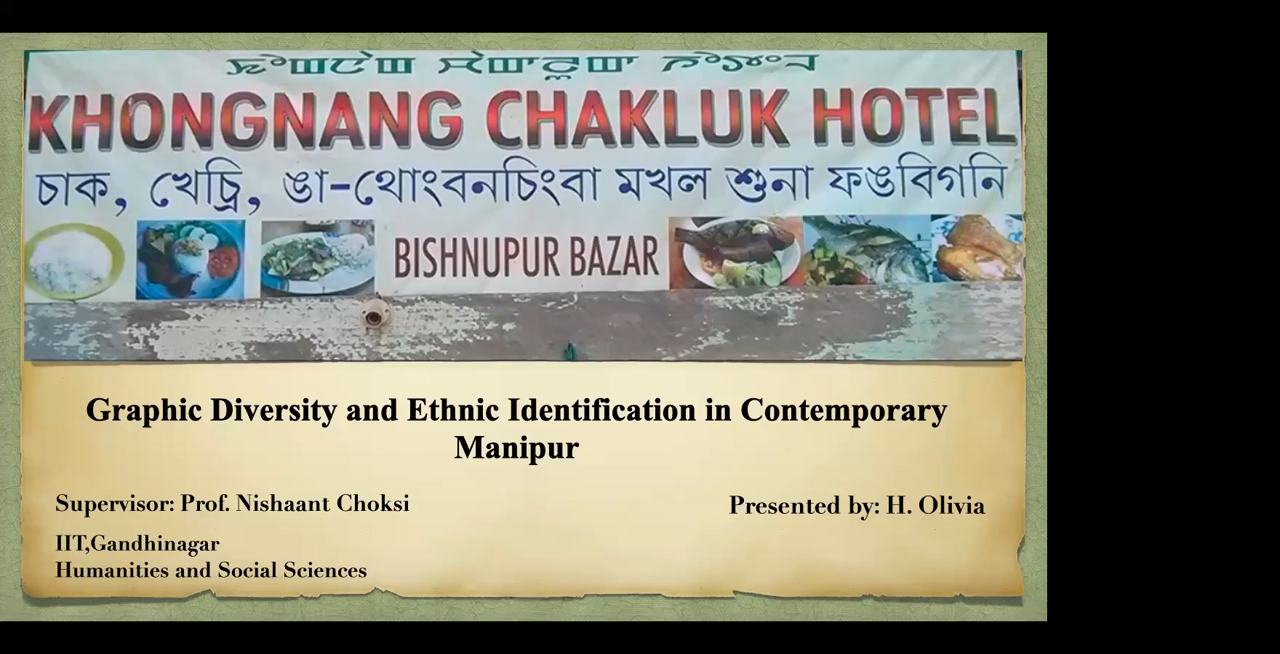 KHONGNANG CHAKLUK HOTEL
চাক, খেচ্রি, ঙা-থোংবনচিংবা মখল শুনা ফঙবিগনি
BISHNUPUR BAZAR
Graphic Diversity and Ethnic Identification in Contemporary
Manipur
Supervisor: Prof. Nishaant Choksi
Presented by: H. Olivia
IIT,Gandhinagar
Humanities and Social Sciences